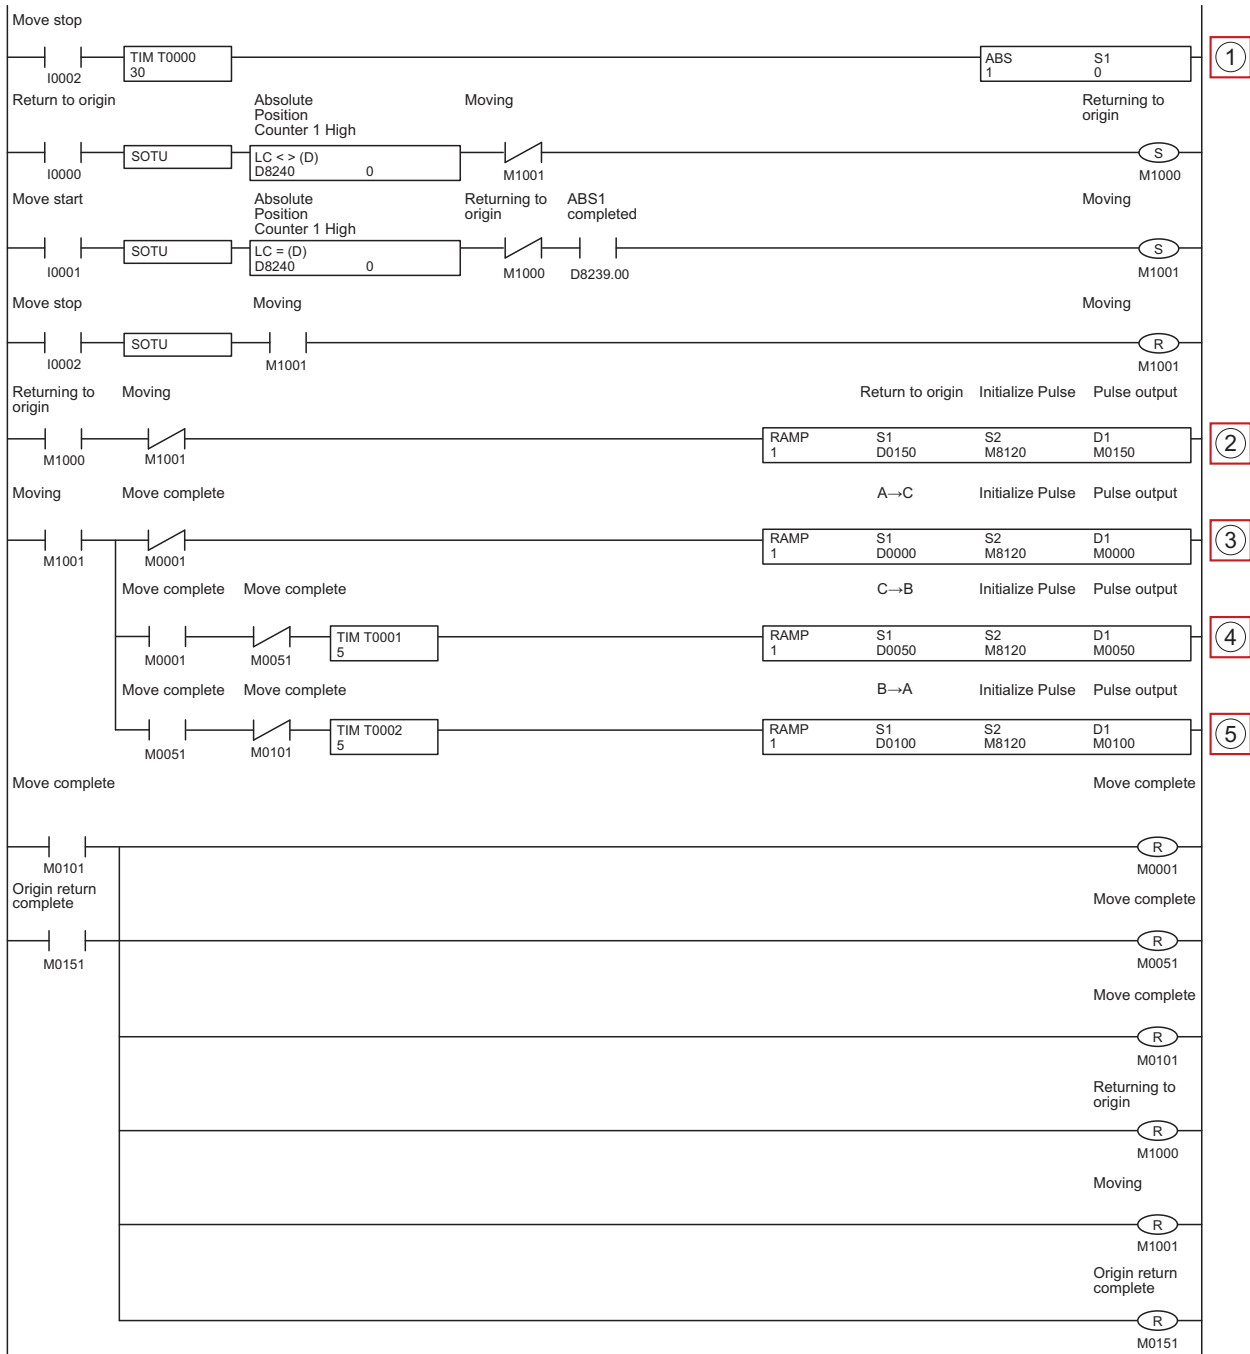 Move stop
TIM T0000
30
ABS S1
1 0
1
I0002
Return to origin
Absolute
Position
Counter 1 High
Moving
Returning to
origin
SOTU
LC < > (D)
D8240 0
S
I0000
M1001
M1000
Move start
Absolute
Position
Counter 1 High
Returning to
origin
ABS1
completed
Moving
SOTU
LC = (D)
D8240 0
S
I0001
M1000
D8239.00
M1001
Move stop
Moving
Moving
SOTU
R
I0002
M1001
M1001
Returning to
origin
Moving
Return to origin
Initialize Pulse
Pulse output
RAMP S1 S2 D1
1 D0150 M8120 M0150
2
M1000
M1001
Moving
Move complete
A→C
Initialize Pulse
Pulse output
RAMP S1 S2 D1
1 D0000 M8120 M0000
3
M1001
M0001
Move complete
Move complete
C→B
Initialize Pulse
Pulse output
TIM T0001
5
RAMP S1 S2 D1
1 D0050 M8120 M0050
4
M0001
M0051
Move complete
Move complete
B→A
Initialize Pulse
Pulse output
TIM T0002
5
RAMP S1 S2 D1
1 D0100 M8120 M0100
5
M0051
M0101
Move complete
Move complete
R
M0101
M0001
Origin return
complete
Move complete
R
M0151
M0051
Move complete
R
M0101
Returning to
origin
R
M1000
Moving
R
M1001
Origin return
complete
R
M0151